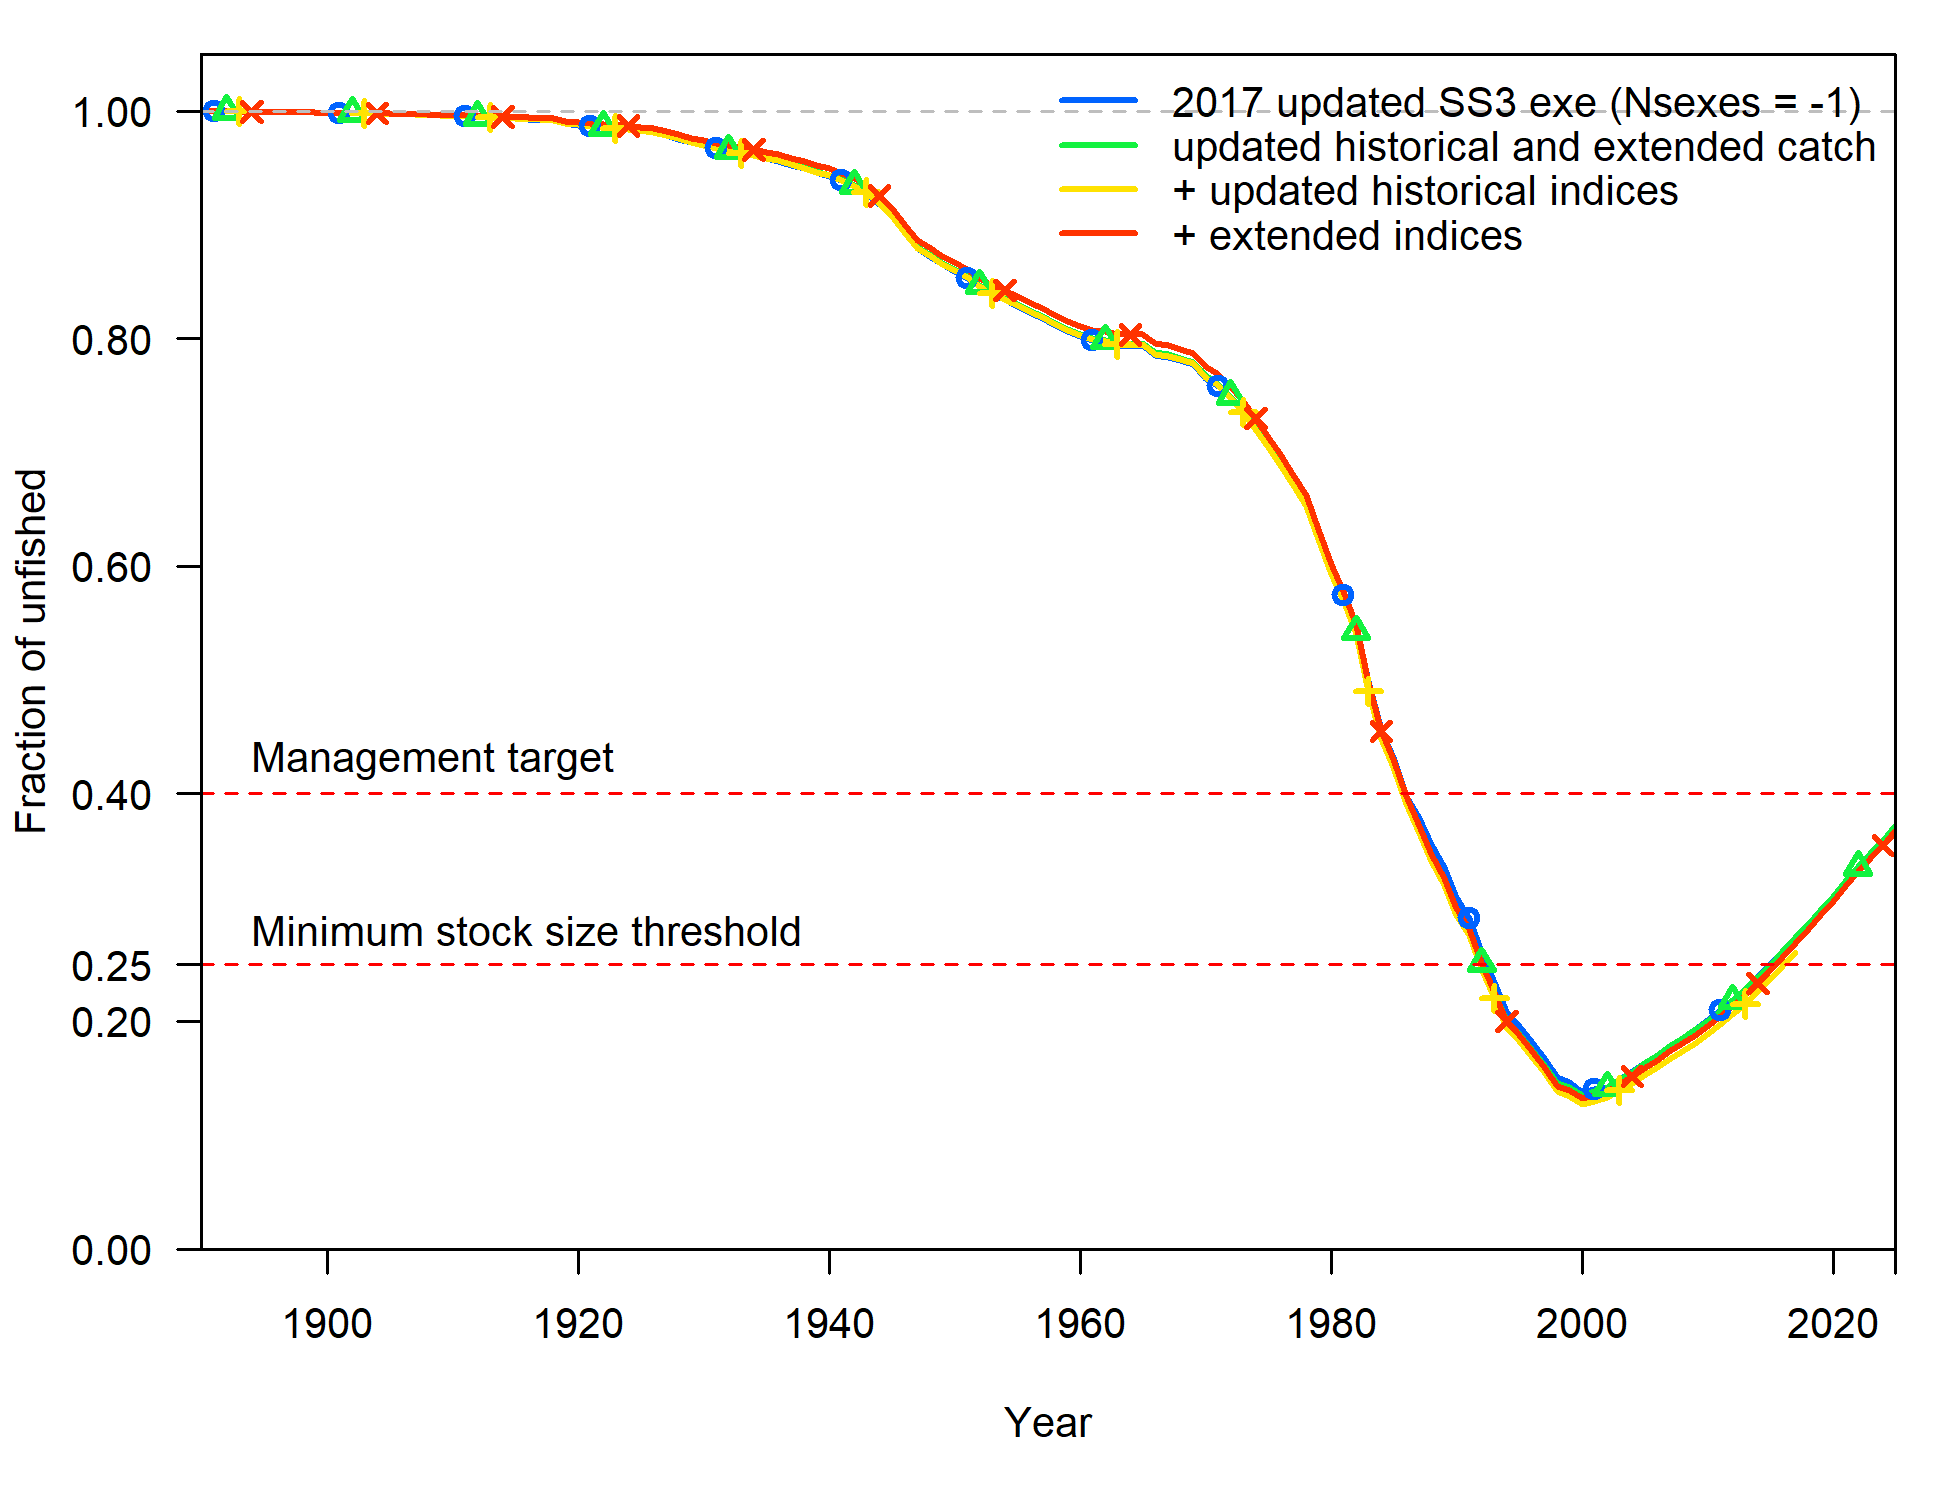 2017 updated SS3 exe (Nsexes = -1)
updated historical and extended catch
+ updated historical indices
+ extended indices
1.00
0.80
0.60
0.40
0.25
0.20
0.00
Fraction of unfished
Management target
Minimum stock size threshold
1900
1920
1940
1960
1980
2000
2020
Year